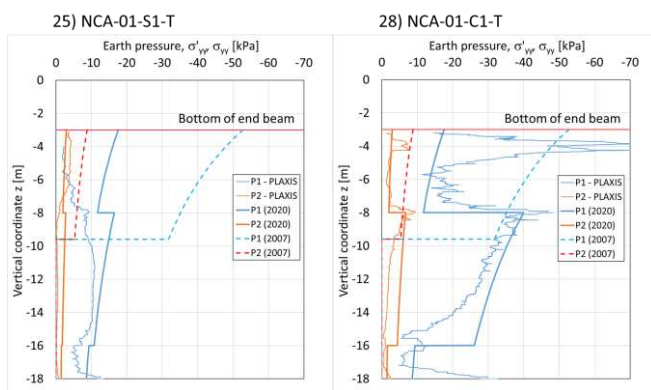 25) NCA-01-S1-T
Earth pressure, σ'yy, σyy [kPa]
0 -10 -20 -30 -40 -50 -60 -70
Vertical coordinate z [m]
0
-2
-4
-6
-8
-10
-12
-14
-16
-18
Bottom of end beam
P1 - PLAXIS
P2 - PLAXIS
P1 (2020)
P2 (2020)
P1 (2007)
P2 (2007)
28) NCA-01-C1-T
Earth pressure, σ'yy, σyy [kPa]
0 -10 -20 -30 -40 -50 -60 -70
Vertical coordinate z [m]
0
-2
-4
-6
-8
-10
-12
-14
-16
-18
Bottom of end beam
P1 - PLAXIS
P2 - PLAXIS
P1 (2020)
P2 (2020)
P1 (2007)
P2 (2007)